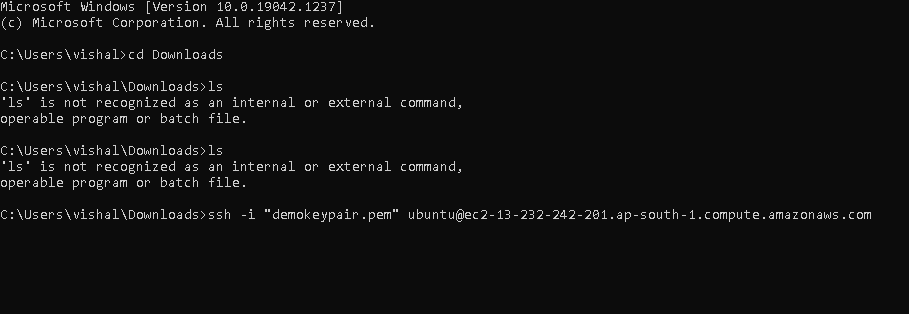 Microsoft Windows [Version 10.0.19042.1237]
(c) Microsoft Corporation. All rights reserved.
C:\Users\vishal>cd Downloads
C:\Users\vishal\Downloads>ls
'ls' is not recognized as an internal or external command,
operable program or batch file.
C:\Users\vishal\Downloads>ls
'ls' is not recognized as an internal or external command,
operable program or batch file.
C:\Users\vishal\Downloads>ssh -i "demokeypair.pem" ubuntu@ec2-13-232-242-201.ap-south-1.compute.amazonaws.com